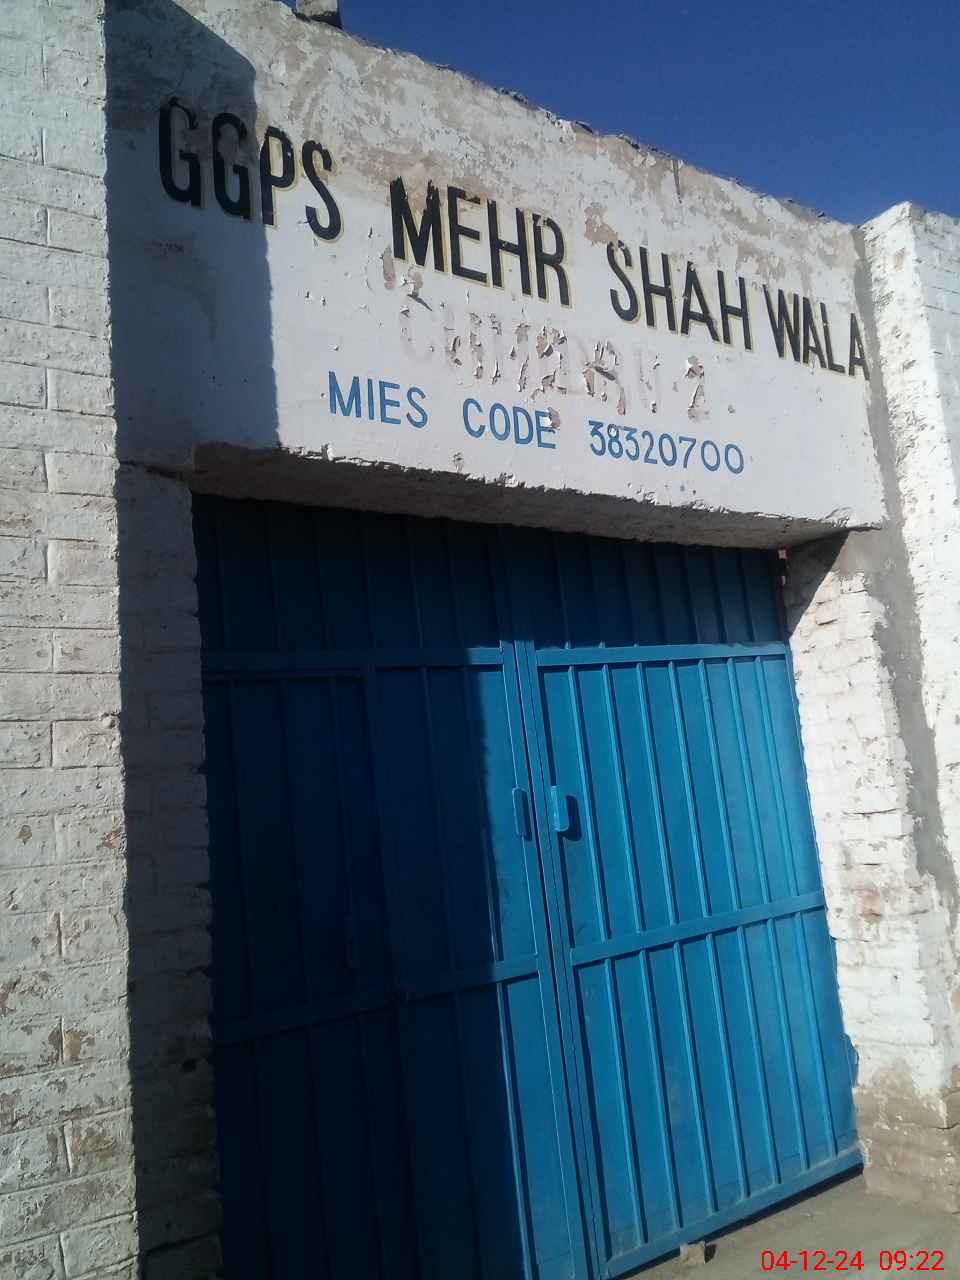 GGPS MEHR SHAH WALA
MIES CODE 38320700
04-12-24 09:22